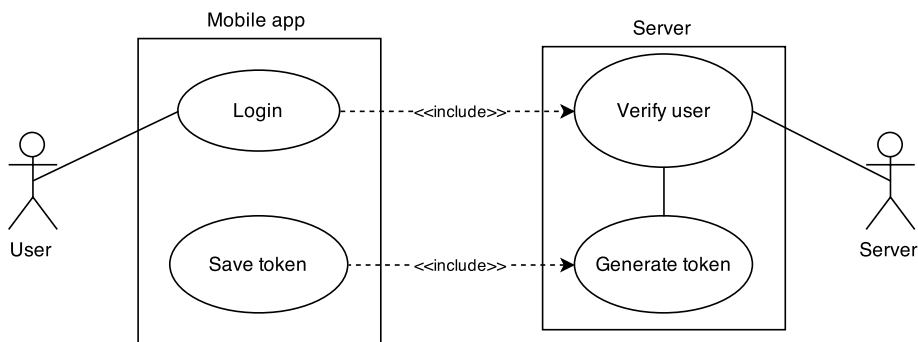 Mobile app
Server
Login
<<include>>
Verify user
User
Server
Save token
<<include>>
Generate token